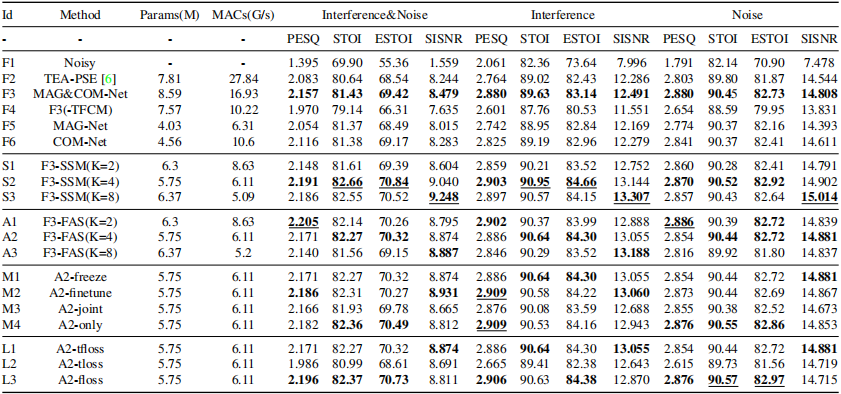 Id Method Params(M) MACs(G/s) Interference&Noise Interference Noise
- - - - PESQ STOI ESTOI SISNR PESQ STOI ESTOI SISNR PESQ STOI ESTOI SISNR
F1 Noisy - - 1.395 69.90 55.36 1.559 2.061 82.36 73.64 7.996 1.791 82.14 70.90 7.478
F2 TEA-PSE [6] 7.81 27.84 2.083 80.64 68.54 8.244 2.764 89.02 82.43 12.286 2.803 89.80 81.87 14.544
F3 MAG&COM-Net 8.59 16.93 2.157 81.43 69.42 8.479 2.880 89.63 83.14 12.491 2.880 90.45 82.73 14.808
F4 F3(-TFCM) 7.57 10.22 1.970 79.14 66.31 7.635 2.601 87.76 80.53 11.551 2.654 88.59 79.95 13.831
F5 MAG-Net 4.03 6.31 2.054 81.37 68.49 8.015 2.742 88.95 82.84 12.169 2.774 90.37 82.16 14.393
F6 COM-Net 4.56 10.6 2.116 81.38 69.17 8.283 2.825 89.19 82.96 12.279 2.841 90.37 82.41 14.611
S1 F3-SSM(K=2) 6.3 8.63 2.148 81.61 69.39 8.604 2.859 90.21 83.52 12.752 2.860 90.28 82.41 14.791
S2 F3-SSM(K=4) 5.75 6.11 2.191 82.66 70.84 9.040 2.903 90.95 84.66 13.144 2.870 90.52 82.92 14.902
S3 F3-SSM(K=8) 6.37 5.09 2.186 82.55 70.52 9.248 2.897 90.57 84.15 13.307 2.857 90.43 82.64 15.014
A1 F3-FAS(K=2) 6.3 8.63 2.205 82.14 70.26 8.795 2.902 90.37 83.99 12.888 2.886 90.39 82.72 14.839
A2 F3-FAS(K=4) 5.75 6.11 2.171 82.27 70.32 8.874 2.886 90.64 84.30 13.055 2.854 90.44 82.72 14.881
A3 F3-FAS(K=8) 6.37 5.2 2.140 81.56 69.15 8.887 2.846 90.29 83.52 13.188 2.816 89.92 81.80 14.837
M1 A2-freeze 5.75 6.11 2.171 82.27 70.32 8.874 2.886 90.64 84.30 13.055 2.854 90.44 82.72 14.881
M2 A2-finetune 5.75 6.11 2.186 82.31 70.27 8.931 2.909 90.58 84.22 13.060 2.873 90.44 82.69 14.867
M3 A2-joint 5.75 6.11 2.166 81.93 69.78 8.665 2.876 90.08 83.59 12.688 2.855 90.38 82.52 14.673
M4 A2-only 5.75 6.11 2.182 82.36 70.49 8.812 2.909 90.53 84.16 12.943 2.876 90.55 82.86 14.853
L1 A2-tfloss 5.75 6.11 2.171 82.27 70.32 8.874 2.886 90.64 84.30 13.055 2.854 90.44 82.72 14.881
L2 A2-tloss 5.75 6.11 1.986 80.99 68.61 8.691 2.665 89.41 82.38 12.643 2.615 89.73 81.56 14.719
L3 A2-floss 5.75 6.11 2.196 82.37 70.73 8.811 2.906 90.63 84.38 12.870 2.876 90.57 82.97 14.715